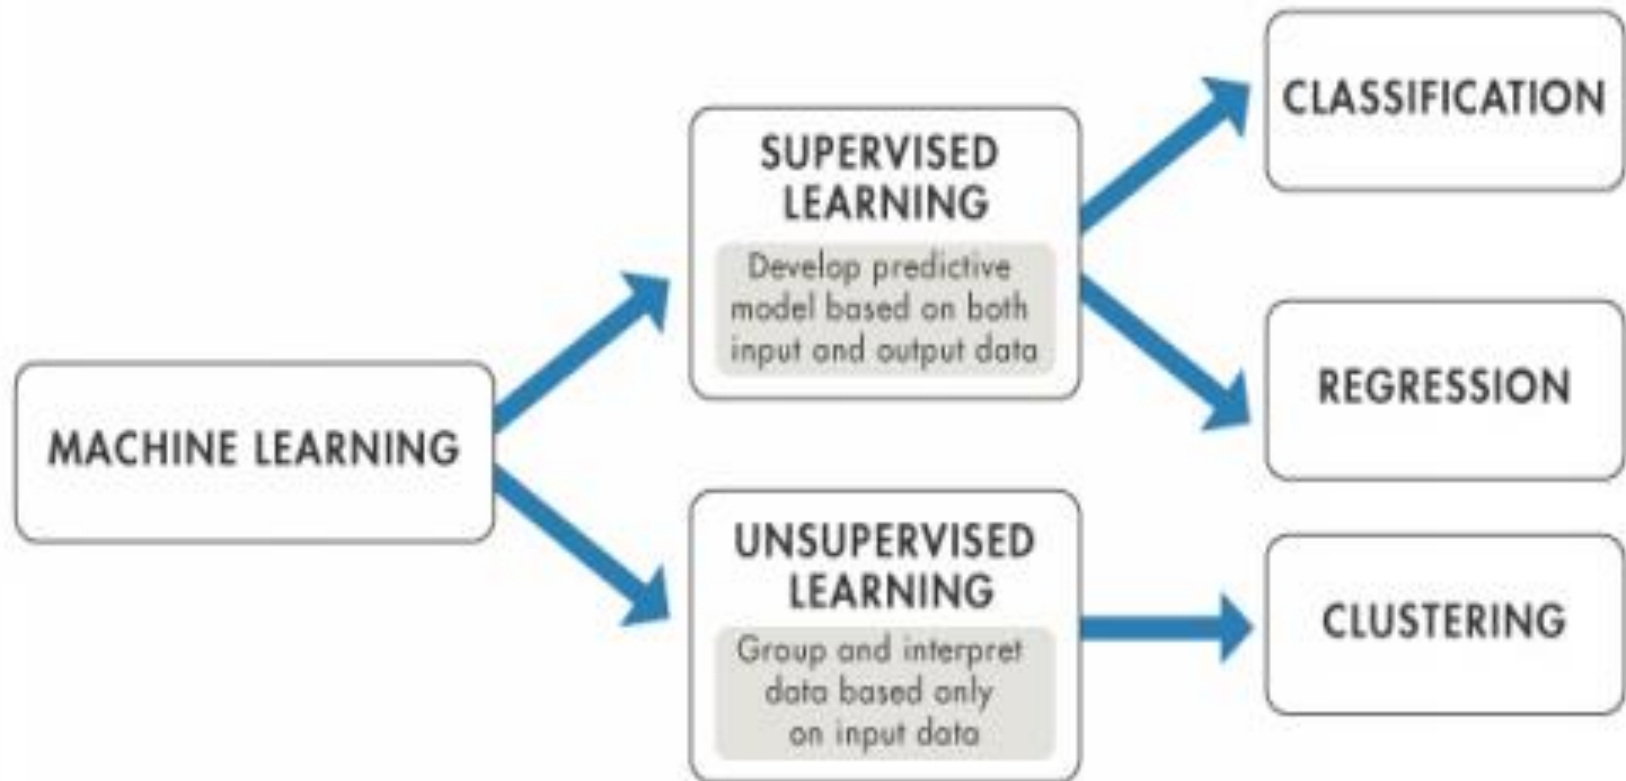 MACHINE LEARNING
SUPERVISED
LEARNING
Develop predictive
model based on both
input and output data
UNSUPERVISED
LEARNING
Group and interpret
data based only
on input data
CLASSIFICATION
REGRESSION
CLUSTERING